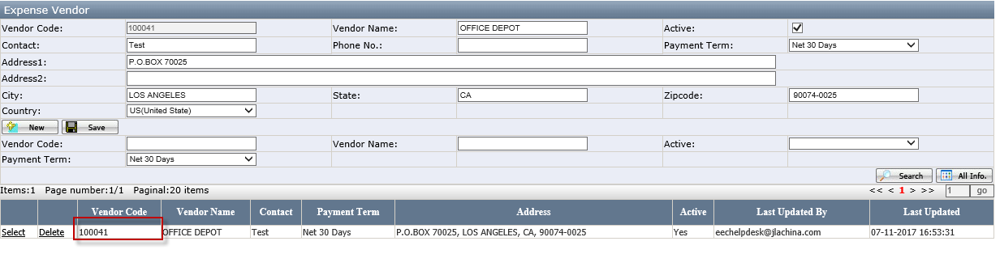 Expense Vendor
Vendor Code: 100041 Vendor Name: OFFICE DEPOT Active:
Contact: Test Phone No.: Payment Term: Net 30 Days
Address1: P.O.BOX 70025
Address2:
City: LOS ANGELES State: CA Zipcode: 90074-0025
Country: US(United State)
New Save
Vendor Code: Vendor Name: Active:
Payment Term: Net 30 Days
Search All Info.
Items:1 Page number:1/1 Paginal:20 items << < 1 > >> 1 go
Vendor Code Vendor Name Contact Payment Term Address Active Last Updated By Last Updated
Select Delete 100041 OFFICE DEPOT Test Net 30 Days P.O.BOX 70025, LOS ANGELES, CA, 90074-0025 Yes eechelpdesk@jlachina.com 07-11-2017 16:53:31